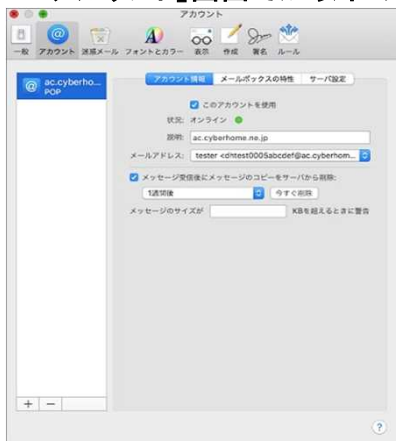 アカウント
一般 アカウント 迷惑メール フォントとカラー 表示 作成 署名 ルール
ac.cyberho...
POP
アカウント情報 メールボックスの特性 サーバ設定
このアカウントを使用
状況: オンライン
説明: ac.cyberhome.ne.jp
メールアドレス: tester <dhtest0005abcdef@ac.cyberhom...
メッセージ受信後にメッセージのコピーをサーバから削除:
1週間後 今すぐ削除
メッセージのサイズが KBを超えるときに警告
+ −
?